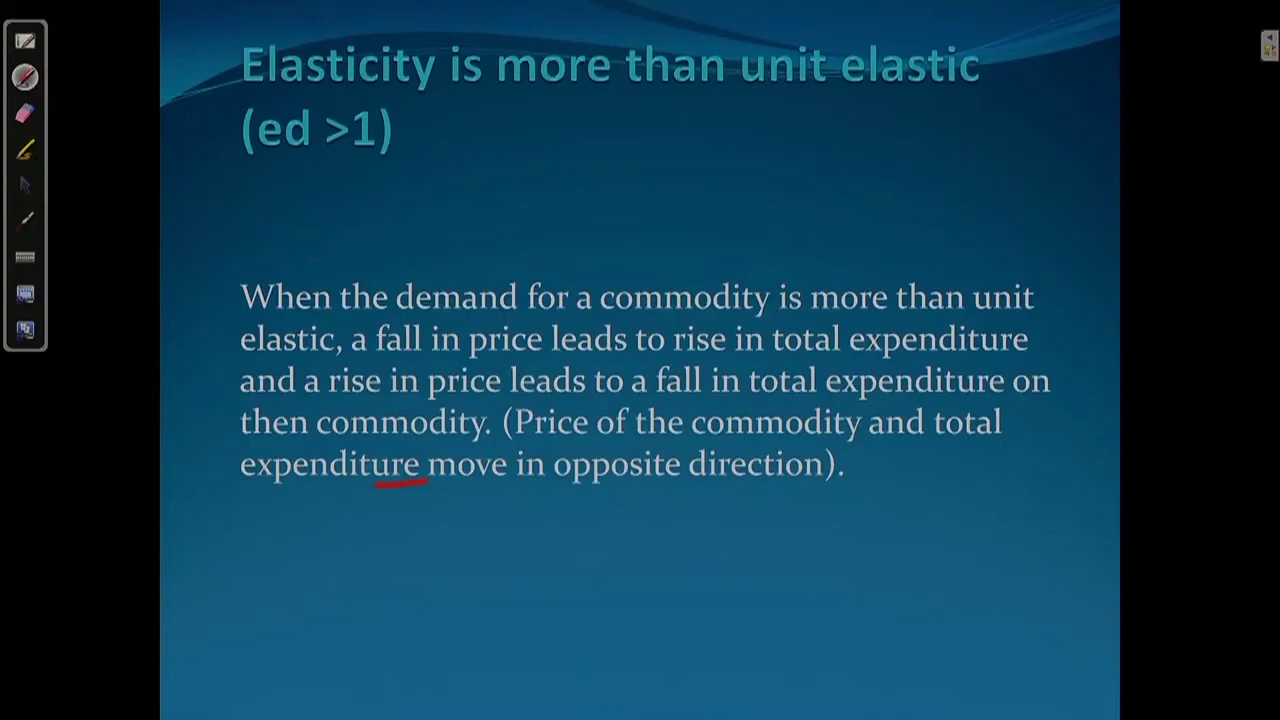 Elasticity is more than unit elastic
(ed >1)
When the demand for a commodity is more than unit
elastic, a fall in price leads to rise in total expenditure
and a rise in price leads to a fall in total expenditure on
then commodity. (Price of the commodity and total
expenditure move in opposite direction).